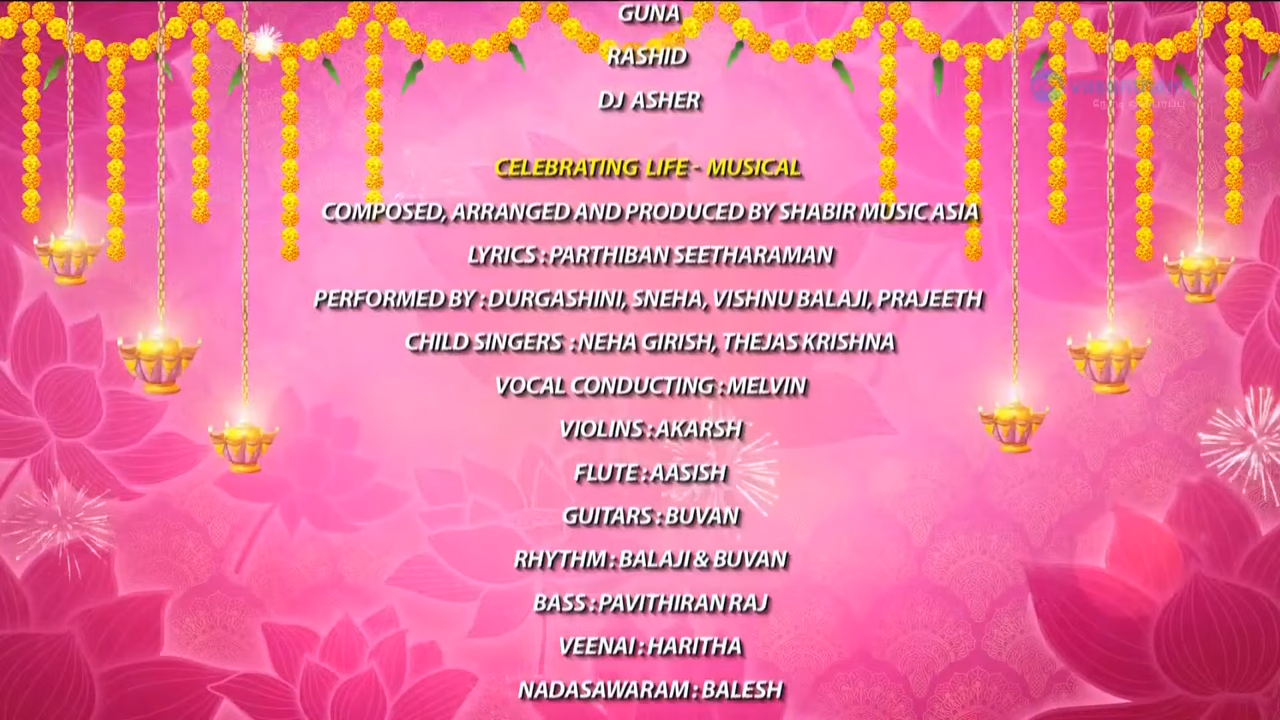 GUNA
RASHID
DJ ASHER
CELEBRATING LIFE - MUSICAL
COMPOSED, ARRANGED AND PRODUCED BY SHABIR MUSIC ASIA
LYRICS : PARTHIBAN SEETHARAMAN
PERFORMED BY : DURGASHINI, SNEHA, VISHNU BALAJI, PRAJEETH
CHILD SINGERS : NEHA GIRISH, THEJAS KRISHNA
VOCAL CONDUCTING : MELVIN
VIOLINS : AKARSH
FLUTE : AASISH
GUITARS : BUVAN
RHYTHM : BALAJI & BUVAN
BASS : PAVITHIRAN RAJ
VEENAI : HARITHA
NADASAWARAM : BALESH